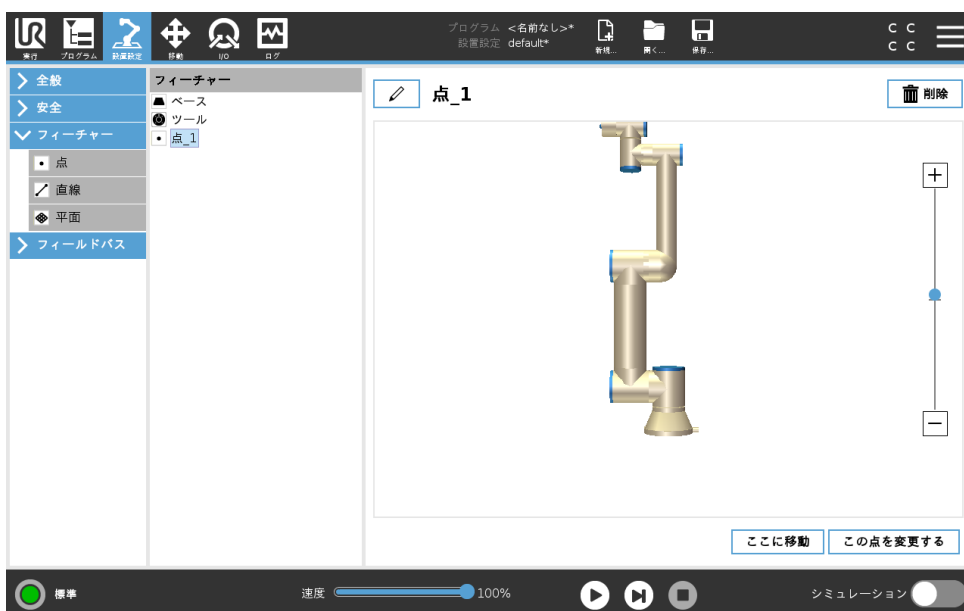 UR
プログラム <名前なし>*
設置設定 default*
実行 プログラム 設置設定 移動 I/O ログ
新規... 開く... 保存...
C C
C C
全般
安全
フィーチャー
点
直線
平面
フィールドバス
フィーチャー
ベース
ツール
点_1
点_1
削除
ここに移動 この点を変更する
標準
速度 100%
シミュレーション